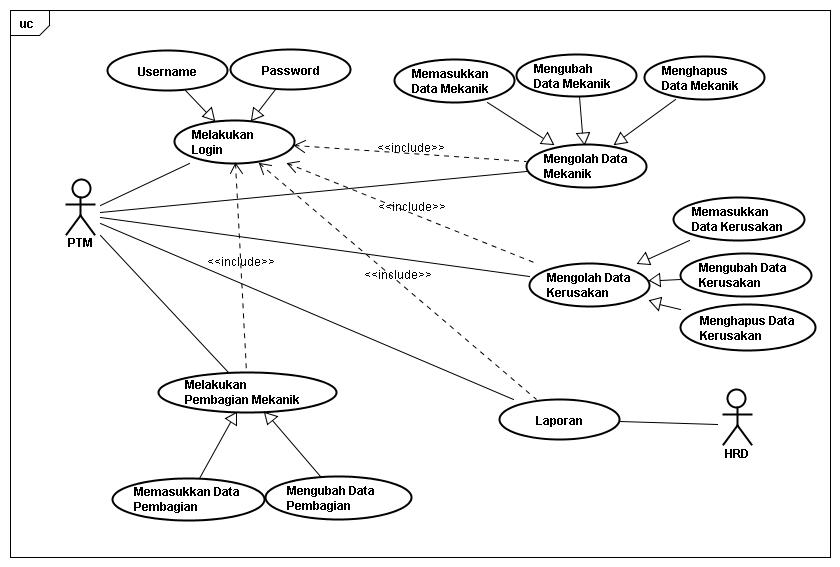 uc
Username
Password
Memasukkan
Data Mekanik
Mengubah
Data Mekanik
Menghapus
Data Mekanik
Melakukan
Login
<<include>>
Mengolah Data
Mekanik
PTM
<<include>>
Memasukkan
Data Kerusakan
<<include>>
<<include>>
Mengolah Data
Kerusakan
Mengubah Data
Kerusakan
Menghapus Data
Kerusakan
Melakukan
Pembagian Mekanik
Laporan
HRD
Memasukkan Data
Pembagian
Mengubah Data
Pembagian